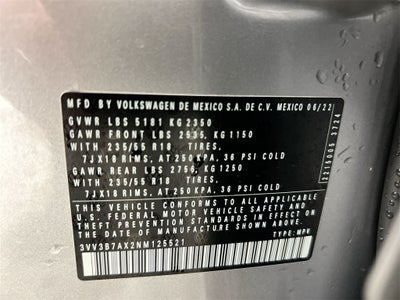 MFD. BY VOLKSWAGEN DE MEXICO S.A. DE C.V. MEXICO 06/22
GVWR LBS 5181 KG 2350
GAWR FRONT LBS 2535, KG 1150
WITH 235/55 R18 TIRES,
7JX18 RIMS, AT 250 KPA, 36 PSI COLD
GAWR REAR LBS 2756, KG 1250
WITH 235/55 R18 TIRES,
7JX18 RIMS, AT 250 KPA, 36 PSI COLD
THIS VEHICLE CONFORMS TO ALL APPLICABLE
U.S. FEDERAL MOTOR VEHICLE SAFETY AND
THEFT PREVENTION STANDARDS IN EFFECT ON THE
DATE OF MANUFACTURE SHOWN ABOVE.
3VV3B7AX2NM125521 TYPE: MPV
3215005 3724